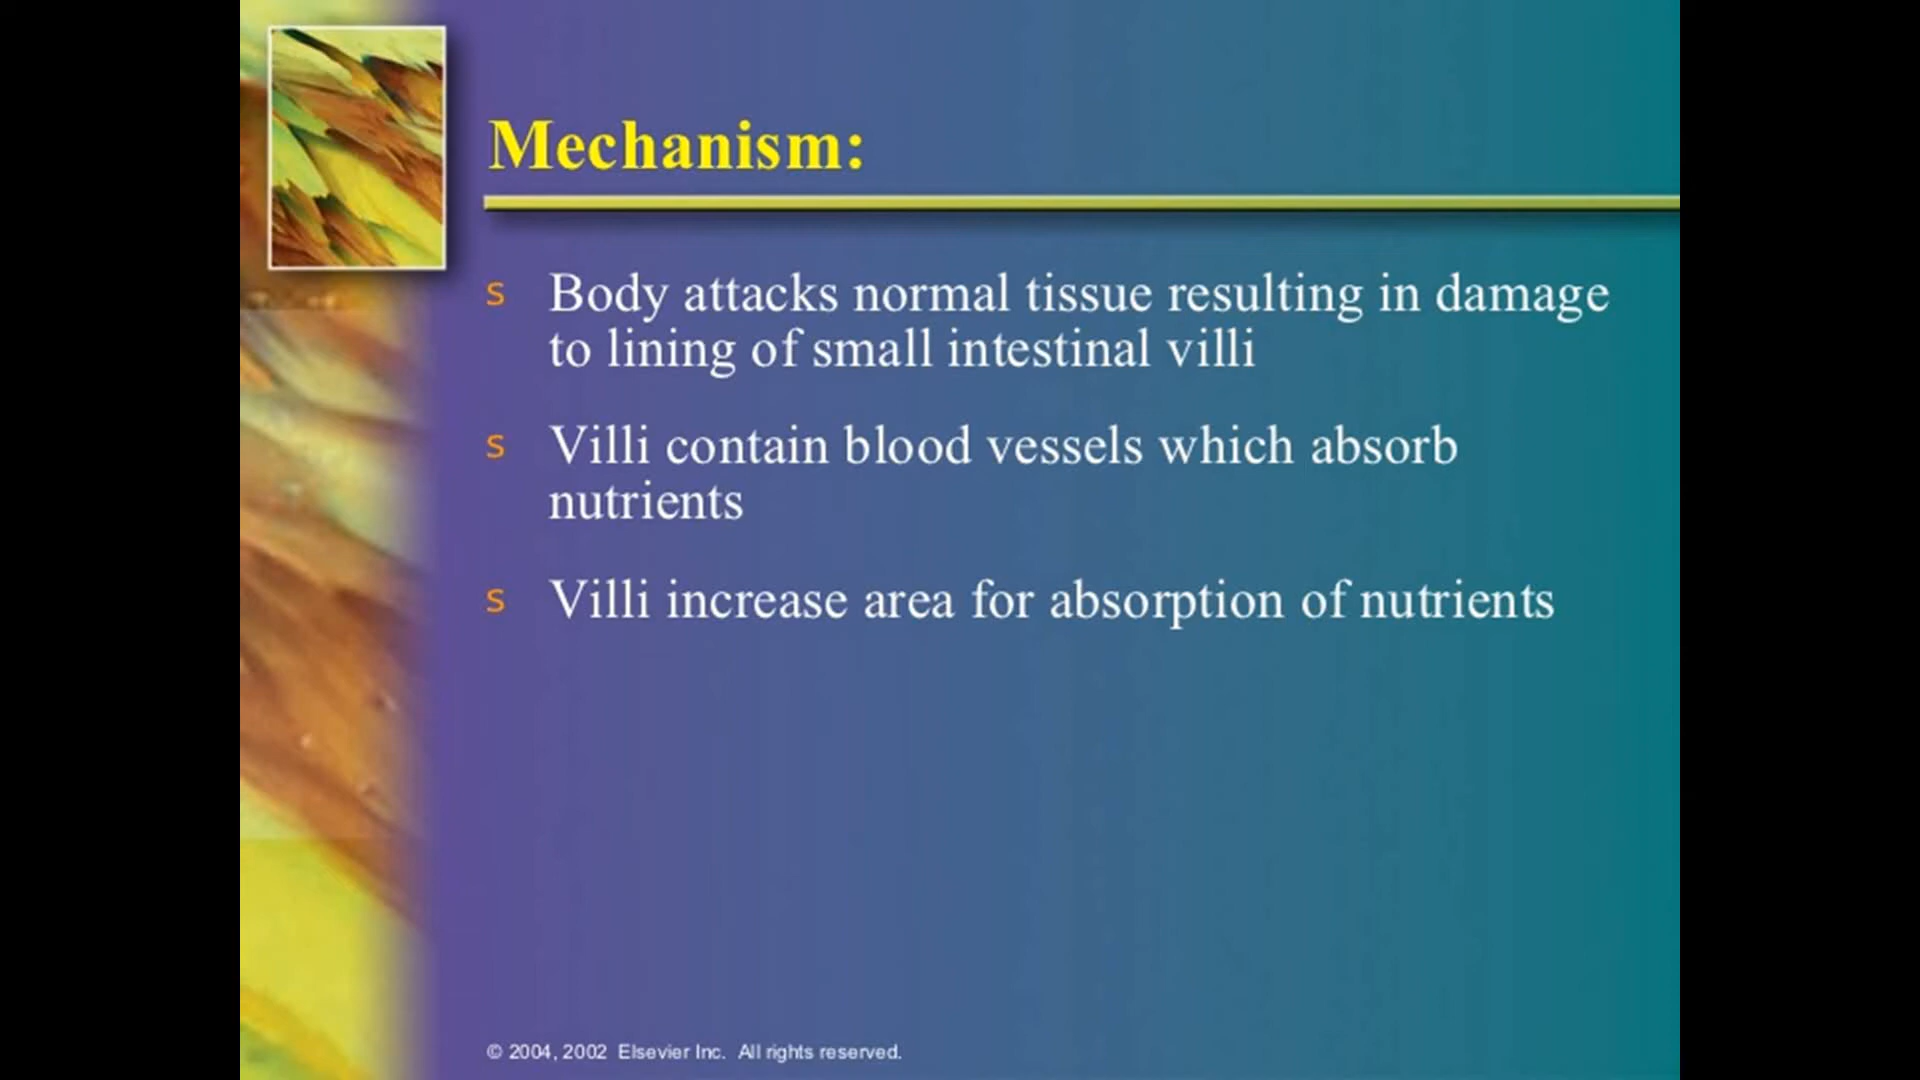 Mechanism:
s Body attacks normal tissue resulting in damage
to lining of small intestinal villi
s Villi contain blood vessels which absorb
nutrients
s Villi increase area for absorption of nutrients
© 2004, 2002 Elsevier Inc. All rights reserved.